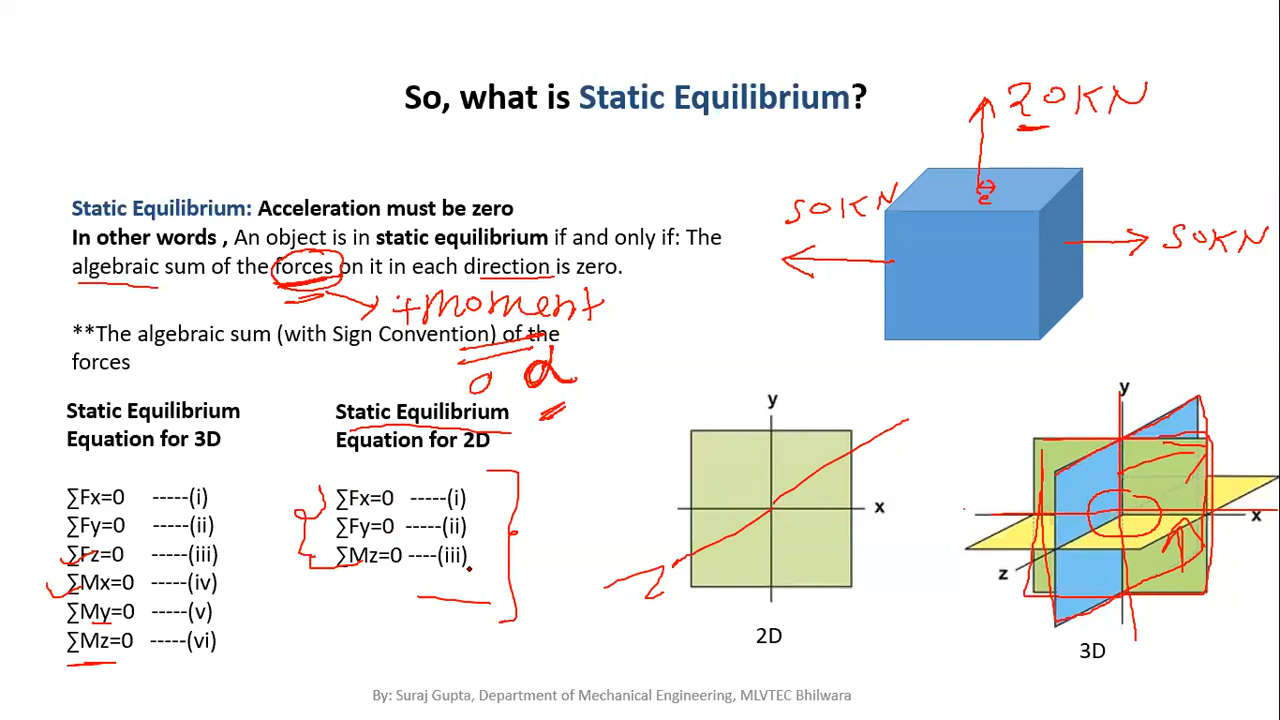 So, what is Static Equilibrium?
20KN
50KN
50KN
e
Static Equilibrium: Acceleration must be zero
In other words , An object is in static equilibrium if and only if: The
algebraic sum of the forces on it in each direction is zero.
+moment
**The algebraic sum (with Sign Convention) of the
forces
0 α
Static Equilibrium
Equation for 3D
∑Fx=0 -----(i)
∑Fy=0 -----(ii)
∑Fz=0 -----(iii)
∑Mx=0 -----(iv)
∑My=0 -----(v)
∑Mz=0 -----(vi)
Static Equilibrium
Equation for 2D
∑Fx=0 -----(i)
∑Fy=0 -----(ii)
∑Mz=0 ----(iii)
y
x
z
2D
y
x
z
3D
By: Suraj Gupta, Department of Mechanical Engineering, MLVTEC Bhilwara